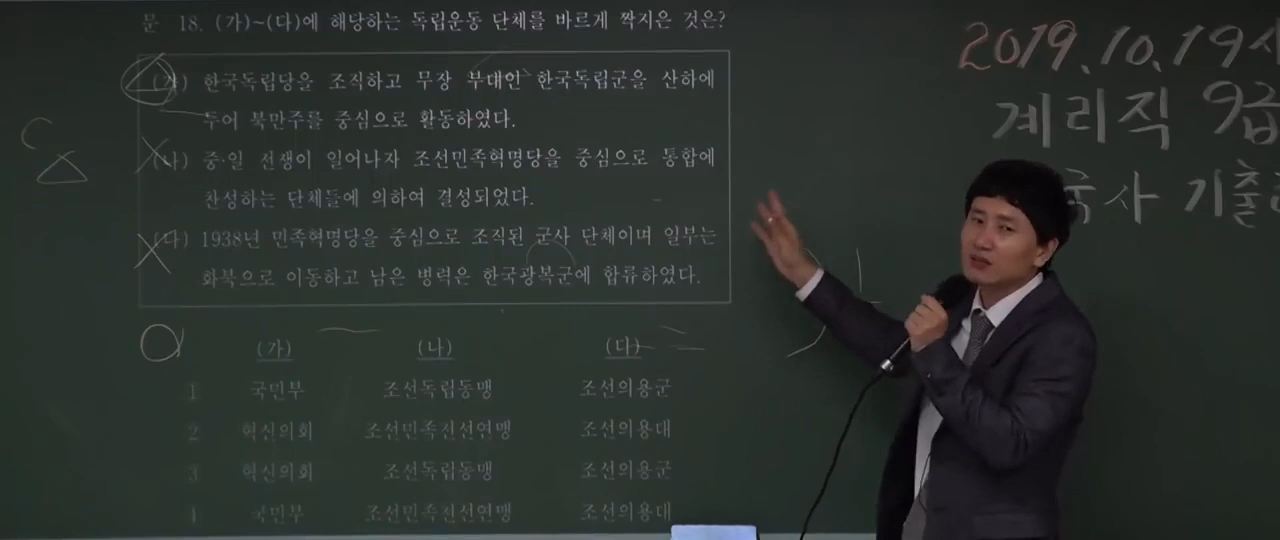 문 18. (가)~(다)에 해당하는 독립운동 단체를 바르게 짝지은 것은?
(가) 한국독립당을 조직하고 무장 부대인 한국독립군을 산하에
두어 북만주를 중심으로 활동하였다.
(나) 중·일 전쟁이 일어나자 조선민족혁명당을 중심으로 통합에
찬성하는 단체들에 의하여 결성되었다.
(다) 1938년 민족혁명당을 중심으로 조직된 군사 단체이며 일부는
화북으로 이동하고 남은 병력은 한국광복군에 합류하였다.
(가) (나) (다)
1 국민부 조선독립동맹 조선의용군
2 혁신의회 조선민족전선연맹 조선의용대
3 혁신의회 조선독립동맹 조선의용군
4 국민부 조선민족전선연맹 조선의용대
2019.10.19
계리직 9급
국사 기출